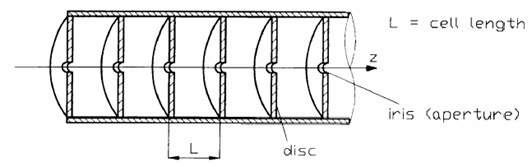 L = cell length
z
iris (aperture)
L
disc